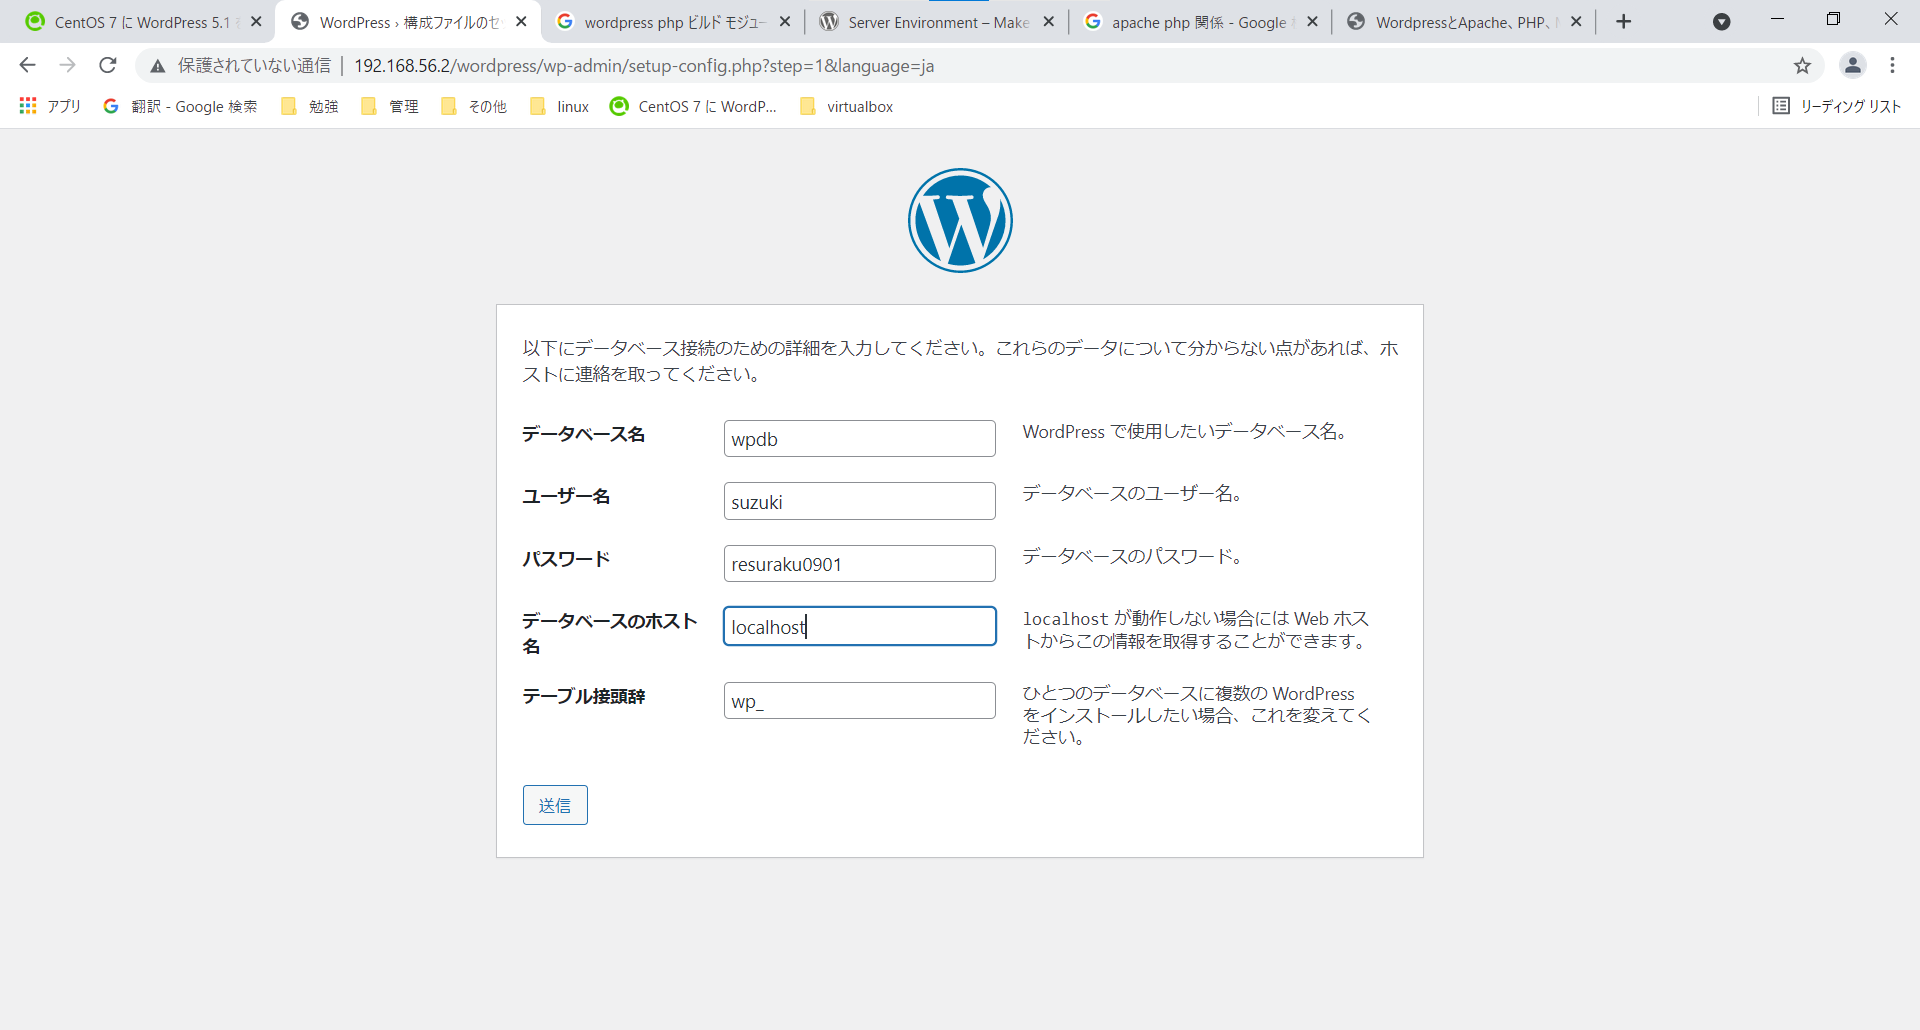 CentOS 7 に WordPress 5.1
WordPress › 構成ファイルのセ
wordpress php ビルド モジュー
Server Environment – Make
apache php 関係 - Google
WordpressとApache、PHP、
保護されていない通信
192.168.56.2/wordpress/wp-admin/setup-config.php?step=1&language=ja
アプリ
翻訳 - Google 検索
勉強
管理
その他
linux
CentOS 7 に WordP...
virtualbox
リーディング リスト
以下にデータベース接続のための詳細を入力してください。これらのデータについて分からない点があれば、ホ
ストに連絡を取ってください。
データベース名
wpdb
WordPress で使用したいデータベース名。
ユーザー名
suzuki
データベースのユーザー名。
パスワード
resuraku0901
データベースのパスワード。
データベースのホスト
名
localhost
localhost が動作しない場合には Web ホス
トからこの情報を取得することができます。
テーブル接頭辞
wp_
ひとつのデータベースに複数の WordPress
をインストールしたい場合、これを変えてく
ださい。
送信